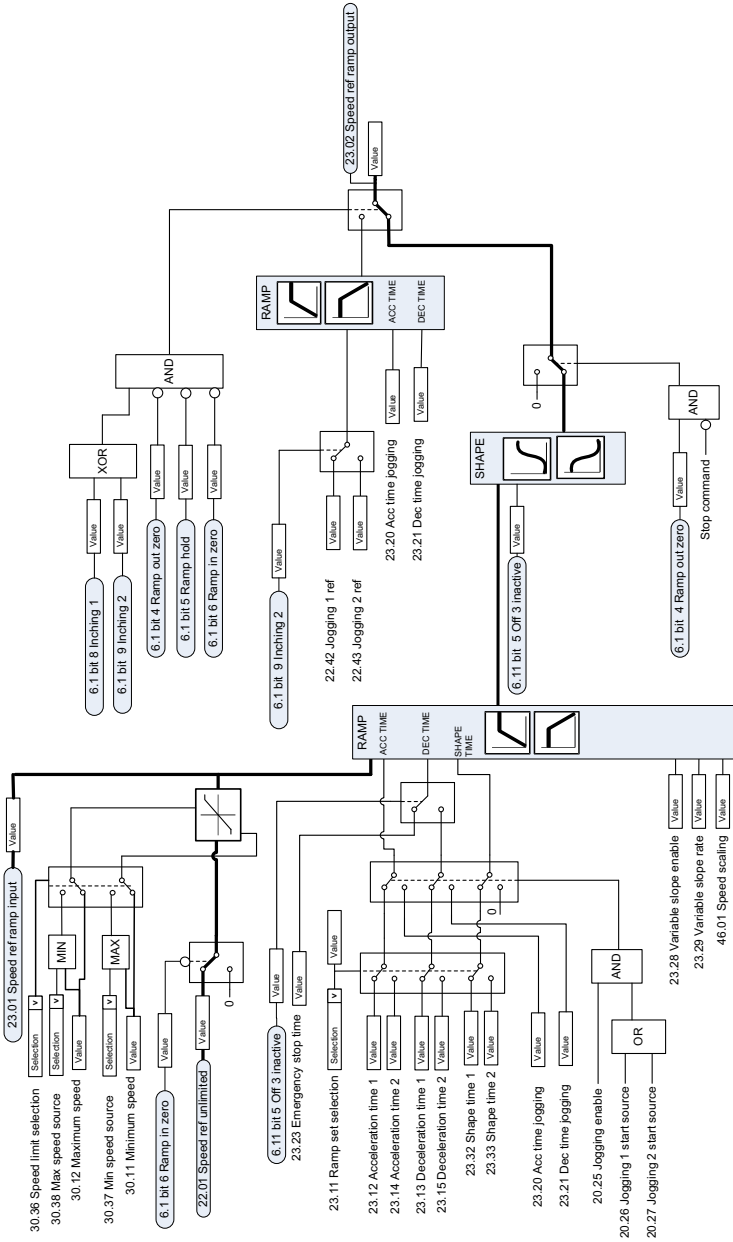 23.01 Speed ref ramp input
Value
30.36 Speed limit selection
Selection
v
30.38 Max speed source
Selection
v
30.12 Maximum speed
Value
MIN
30.37 Min speed source
Selection
v
30.11 Minimum speed
Value
MAX
6.1 bit 6 Ramp in zero
Value
22.01 Speed ref unlimited
Value
0
6.11 bit 5 Off 3 inactive
Value
23.23 Emergency stop time
Value
23.11 Ramp set selection
Selection
v
Value
23.12 Acceleration time 1
Value
23.14 Acceleration time 2
Value
23.13 Deceleration time 1
Value
23.15 Deceleration time 2
Value
23.32 Shape time 1
Value
23.33 Shape time 2
Value
0
23.20 Acc time jogging
Value
23.21 Dec time jogging
Value
20.25 Jogging enable
AND
20.26 Jogging 1 start source
20.27 Jogging 2 start source
OR
RAMP
ACC TIME
DEC TIME
SHAPE
TIME
23.28 Variable slope enable
Value
23.29 Variable slope rate
Value
46.01 Speed scaling
Value
6.1 bit 8 Inching 1
Value
6.1 bit 9 Inching 2
Value
XOR
6.1 bit 4 Ramp out zero
Value
6.1 bit 5 Ramp hold
Value
6.1 bit 6 Ramp in zero
Value
AND
6.1 bit 9 Inching 2
Value
22.42 Jogging 1 ref
Value
22.43 Jogging 2 ref
Value
23.20 Acc time jogging
Value
23.21 Dec time jogging
Value
RAMP
ACC TIME
DEC TIME
6.11 bit 5 Off 3 inactive
Value
SHAPE
0
6.1 bit 4 Ramp out zero
Value
Stop command
AND
23.02 Speed ref ramp output
Value